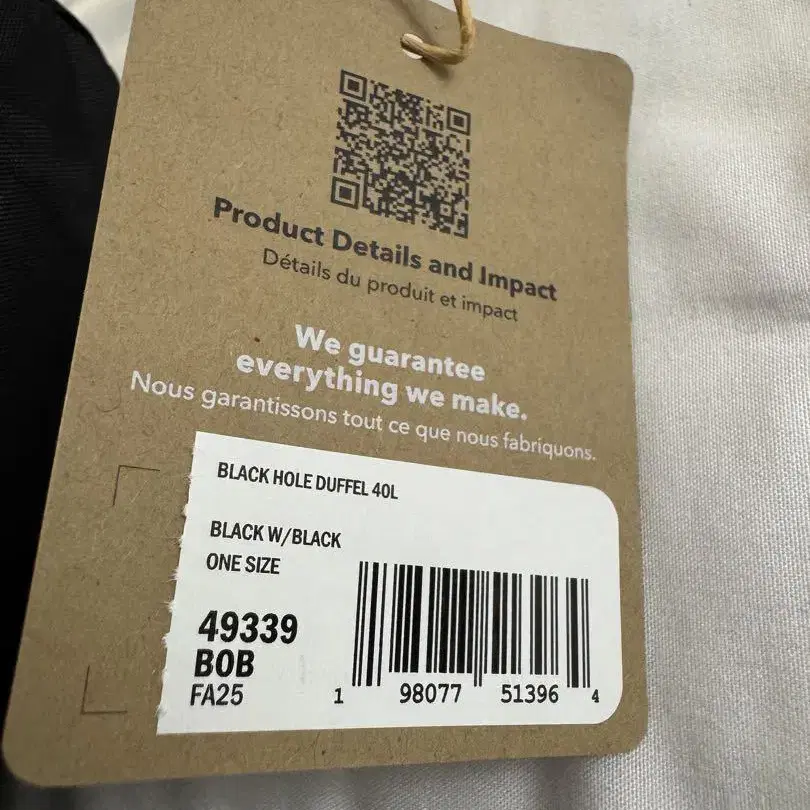 Product Details and Impact
Détails du produit et impact
We guarantee
everything we make.
Nous garantissons tout ce que nous fabriquons.
BLACK HOLE DUFFEL 40L
BLACK W/BLACK
ONE SIZE
49339
BOB
FA25
1 98077 51396 4